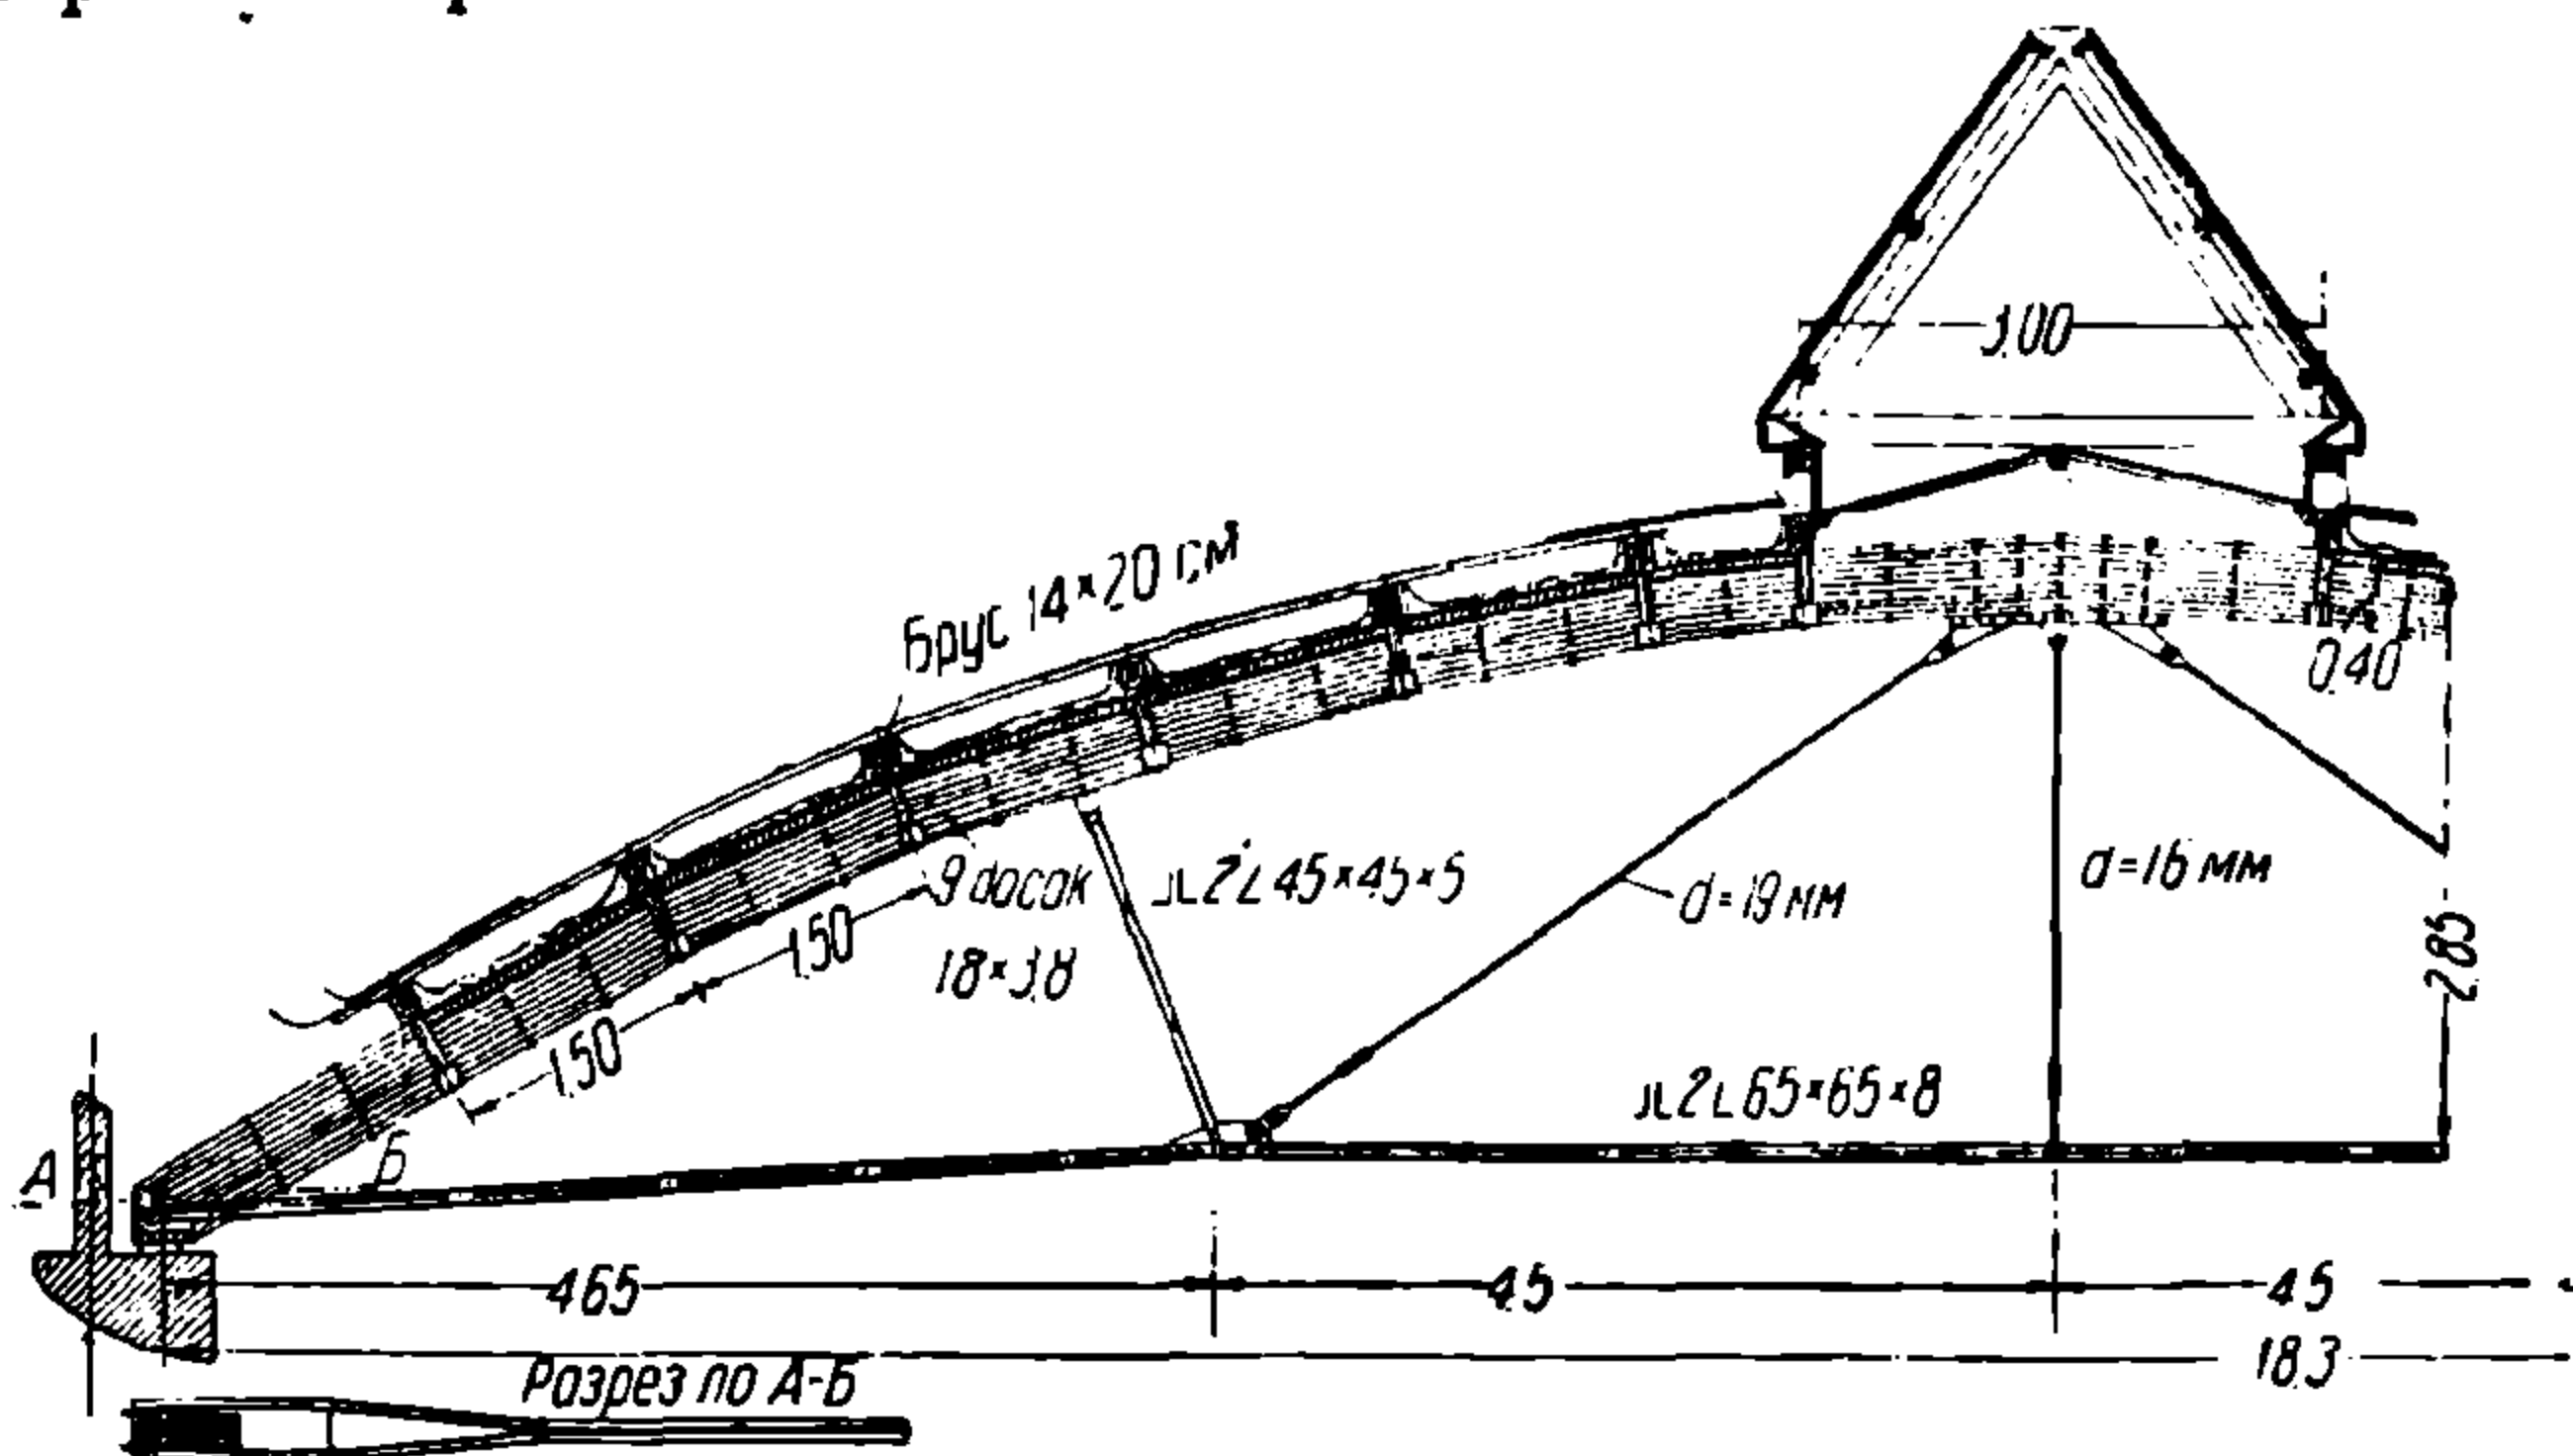 3.00
Брус 14×20 см
0.40
9 досок
18×3.8
⅃L 2 L 45×45×5
d=19 мм
d=16 мм
1.50
1.50
2.85
⅃L 2 L 65×65×8
А
Б
4.65
4.5
4.5
18.3
Разрез по А-Б